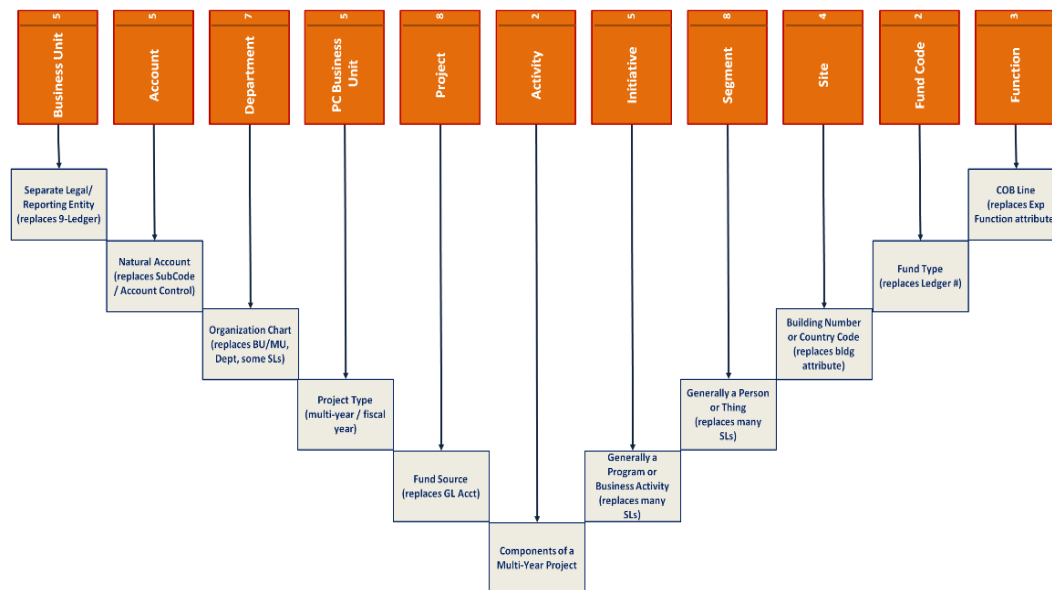 5
5
7
5
8
2
5
8
4
2
3
Business Unit
Account
Department
PC Business
Unit
Project
Activity
Initiative
Segment
Site
Fund Code
Function
Separate Legal/
Reporting Entity
(replaces 9-Ledger)
COB Line
(replaces Exp
Function attribute
Natural Account
(replaces SubCode
/ Account Control)
Fund Type
(replaces Ledger #)
Organization Chart
(replaces BU/MU,
Dept, some SLs)
Building Number
or Country Code
(replaces bldg
attribute)
Project Type
(multi-year / fiscal
year)
Generally a Person
or Thing
(replaces many
SLs)
Fund Source
(replaces GL Acct)
Generally a
Program or
Business Activity
(replaces many
SLs)
Components of a
Multi-Year Project